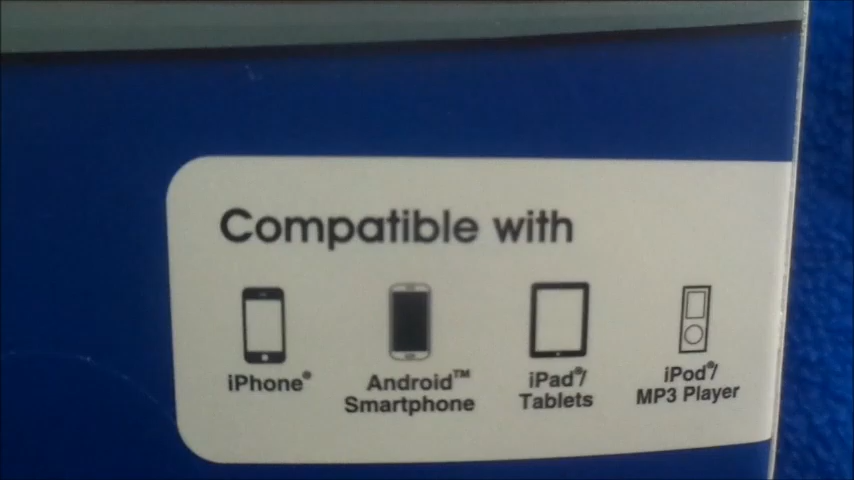 Compatible with
iPhone®
Android™
Smartphone
iPad®/
Tablets
iPod®/
MP3 Player